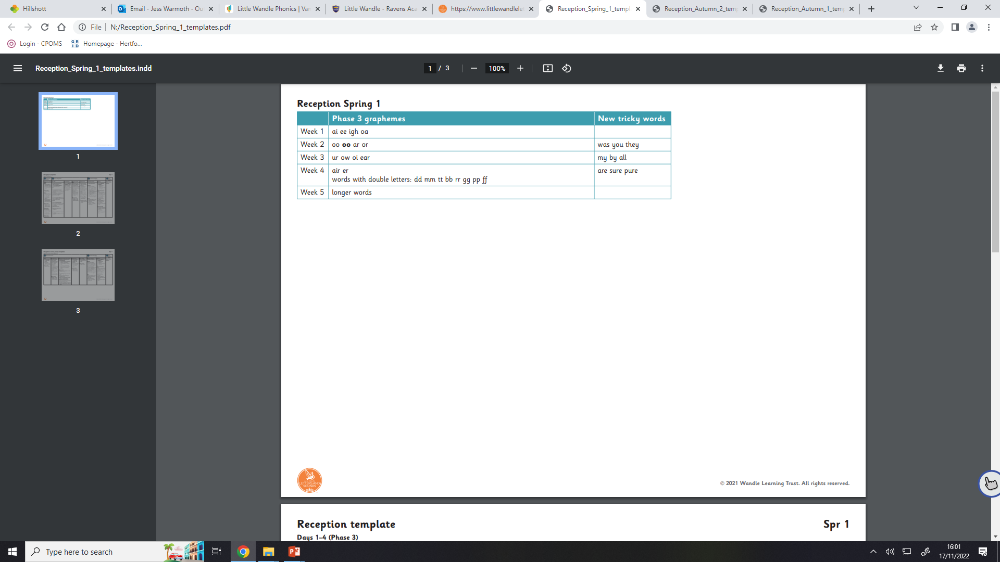 Hillshott
Email - Jess Warmoth - Ou
Little Wandle Phonics | Van
Little Wandle - Ravens Aca
https://www.littlewandlelet
Reception_Spring_1_templ
Reception_Autumn_2_temp
Reception_Autumn_1_temp
File
N:/Reception_Spring_1_templates.pdf
Login - CPOMS
GRID
Homepage - Hertfo...
Reception_Spring_1_templates.indd
1 / 3
100%
1
2
3
Reception Spring 1
Phase 3 graphemes New tricky words
Week 1 ai ee igh oa
Week 2 oo oo ar or was you they
Week 3 ur ow oi ear my by all
Week 4 air er are sure pure
words with double letters: dd mm tt bb rr gg pp ff
Week 5 longer words
LETTERS AND
SOUNDS
© 2021 Wandle Learning Trust. All rights reserved.
Reception template Spr 1
Days 1–4 (Phase 3)
Type here to search
16:01
17/11/2022